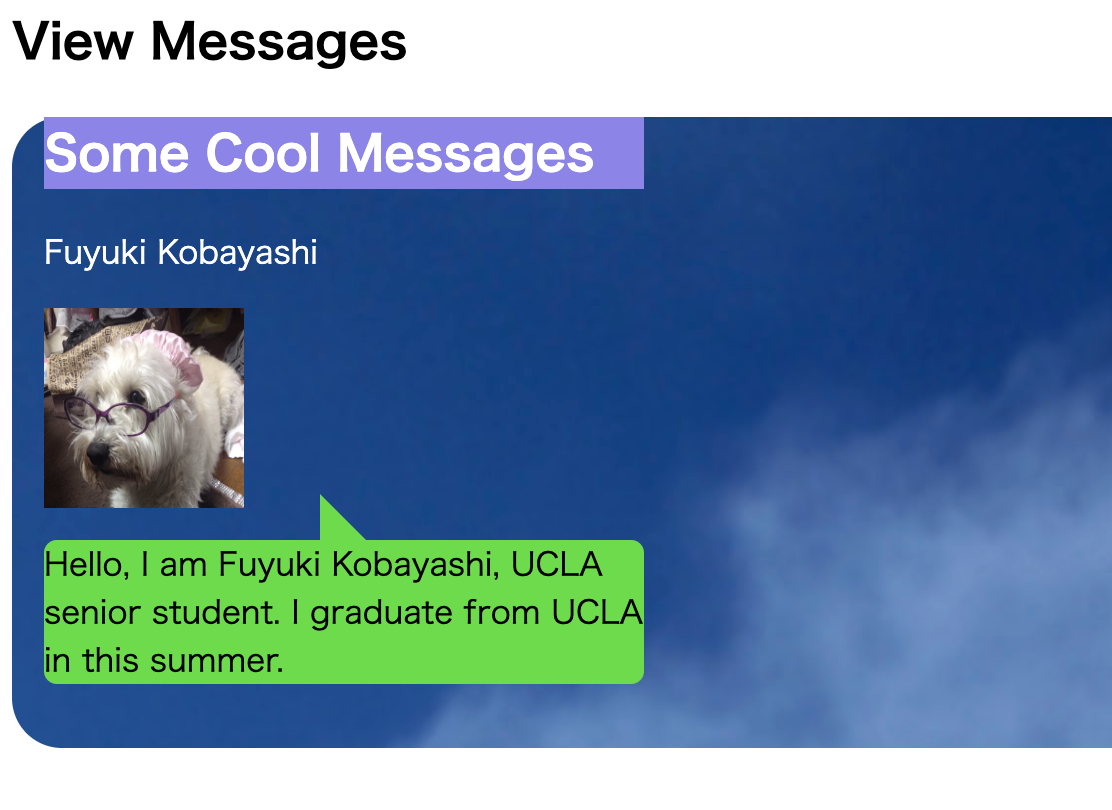 View Messages
Some Cool Messages
Fuyuki Kobayashi
Hello, I am Fuyuki Kobayashi, UCLA
senior student. I graduate from UCLA
in this summer.